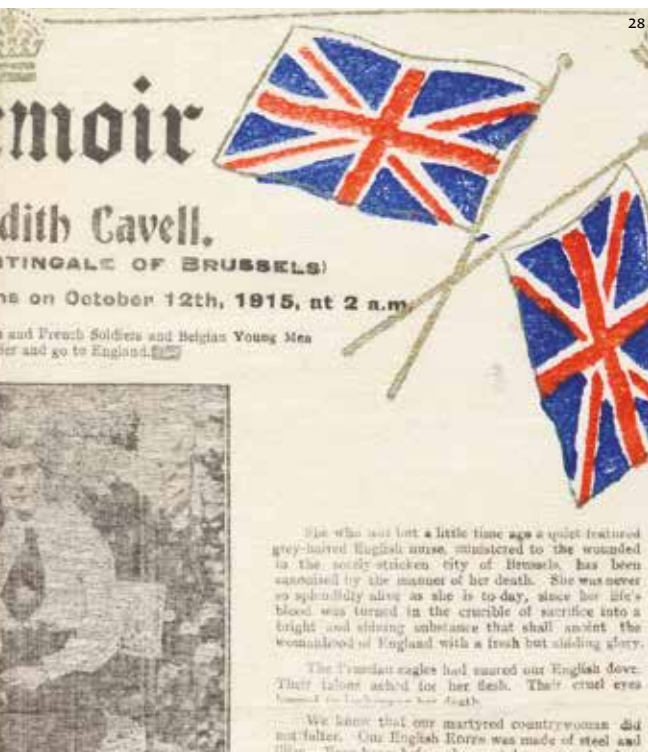 28
emoir
dith Cavell.
TINGALE OF BRUSSELS)
ns on October 12th, 1915, at 2 a.m.
and French Soldiers and Belgian Young Men
ier and go to England.
She who was but a little time ago a quiet-featured
grey-haired English nurse, ministered to the wounded
in the sorely-stricken city of Brussels, has been
canonised by the manner of her death. She was never
so splendidly alive as she is to-day, since her life's
blood was turned in the crucible of sacrifice into a
bright and shining substance that shall anoint the
womanhood of England with a fresh but abiding glory.
The Prussian eagles had snared our English dove.
Their talons ached for her flesh. Their cruel eyes
her death
We know that our martyred countrywoman did
not falter. Our English was made of steel and